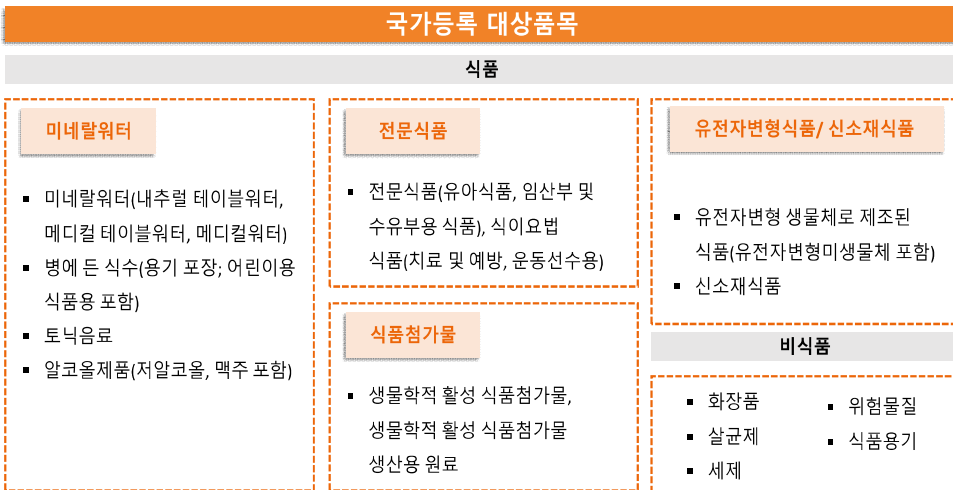 국가등록 대상품목
식품
미네랄워터
▪ 미네랄워터(내추럴 테이블워터,
메디컬 테이블워터, 메디컬워터)
▪ 병에 든 식수(용기 포장; 어린이용
식품용 포함)
▪ 토닉음료
▪ 알코올제품(저알코올, 맥주 포함)
전문식품
▪ 전문식품(유아식품, 임산부 및
수유부용 식품), 식이요법
식품(치료 및 예방, 운동선수용)
식품첨가물
▪ 생물학적 활성 식품첨가물,
생물학적 활성 식품첨가물
생산용 원료
유전자변형식품/ 신소재식품
▪ 유전자변형 생물체로 제조된
식품(유전자변형미생물체 포함)
▪ 신소재식품
비식품
▪ 화장품
▪ 살균제
▪ 세제
▪ 위험물질
▪ 식품용기